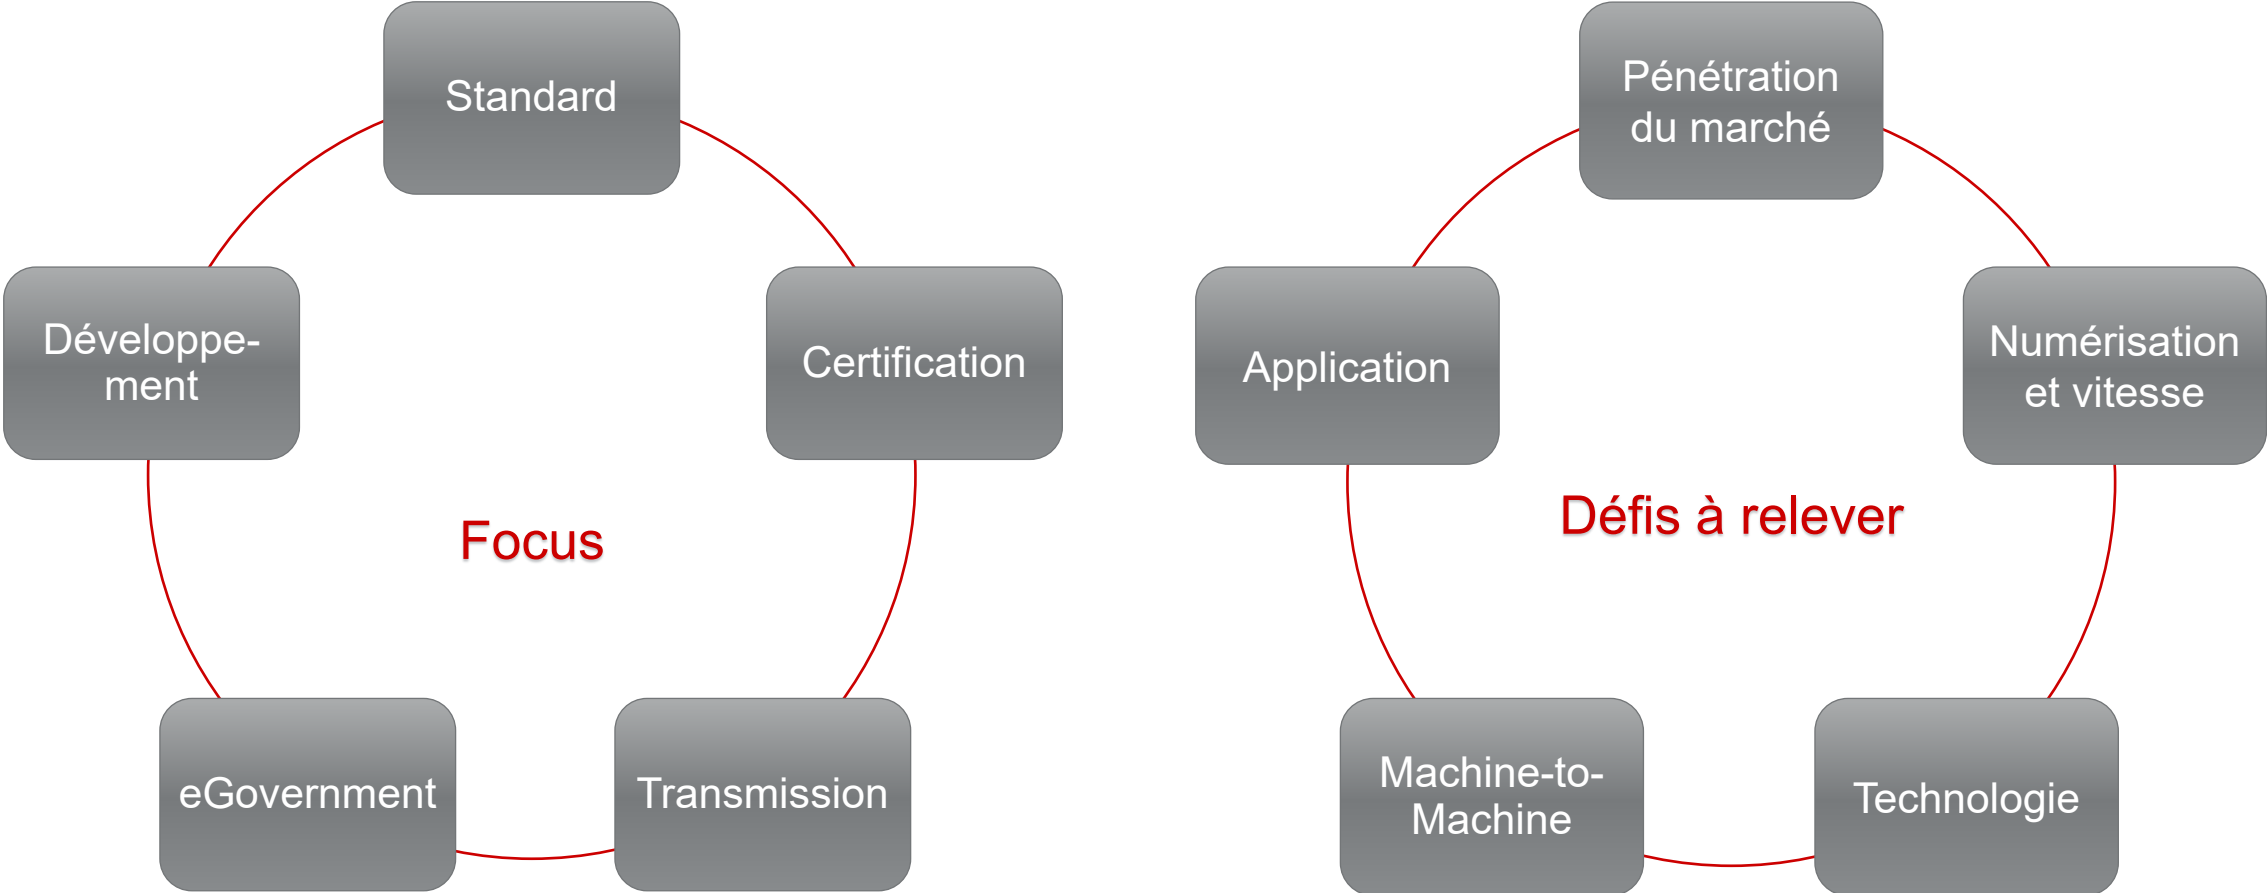 Standard
Certification
Transmission
eGovernment
Développe-
ment
Focus
Pénétration
du marché
Numérisation
et vitesse
Technologie
Machine-to-
Machine
Application
Défis à relever